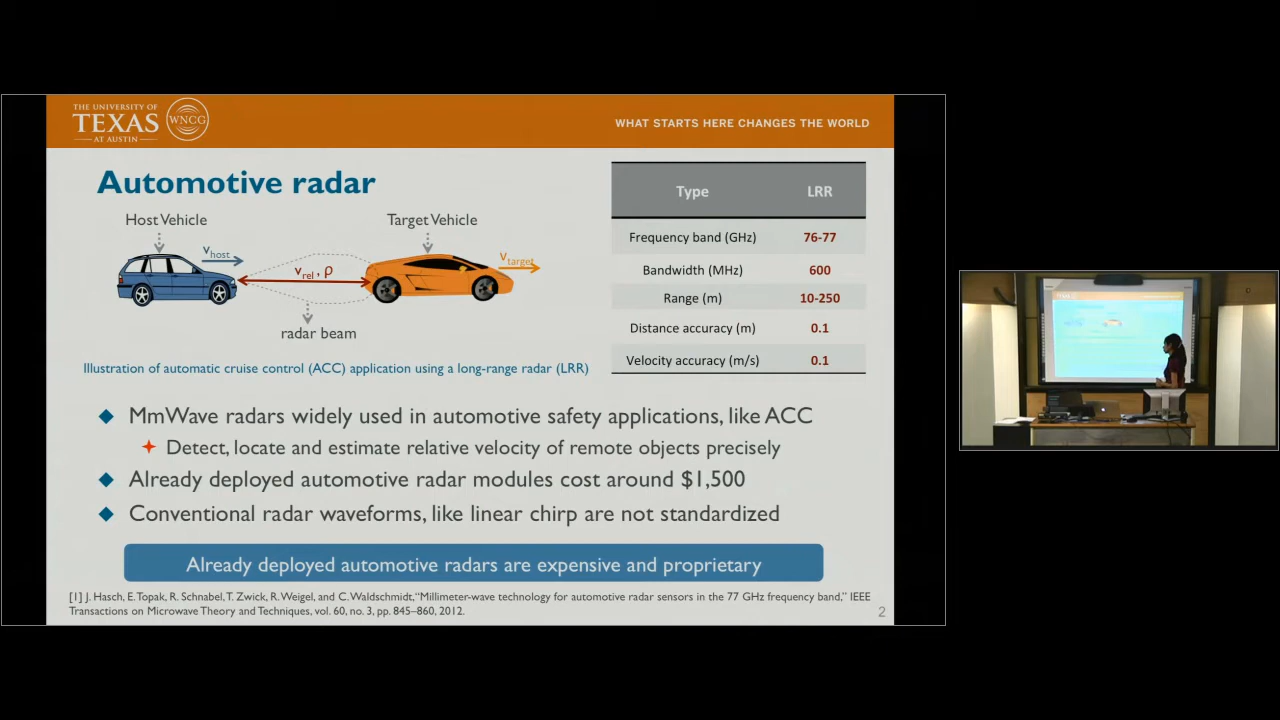 THE UNIVERSITY OF
TEXAS
AT AUSTIN
WNCG
WHAT STARTS HERE CHANGES THE WORLD
Automotive radar
Host Vehicle
Target Vehicle
vhost
vrel , ρ
vtarget
radar beam
Illustration of automatic cruise control (ACC) application using a long-range radar (LRR)
Type LRR
Frequency band (GHz) 76-77
Bandwidth (MHz) 600
Range (m) 10-250
Distance accuracy (m) 0.1
Velocity accuracy (m/s) 0.1
MmWave radars widely used in automotive safety applications, like ACC
Detect, locate and estimate relative velocity of remote objects precisely
Already deployed automotive radar modules cost around $1,500
Conventional radar waveforms, like linear chirp are not standardized
Already deployed automotive radars are expensive and proprietary
[1] J. Hasch, E. Topak, R. Schnabel, T. Zwick, R. Weigel, and C. Waldschmidt, “Millimeter-wave technology for automotive radar sensors in the 77 GHz frequency band,” IEEE
Transactions on Microwave Theory and Techniques, vol. 60, no. 3, pp. 845–860, 2012.
2